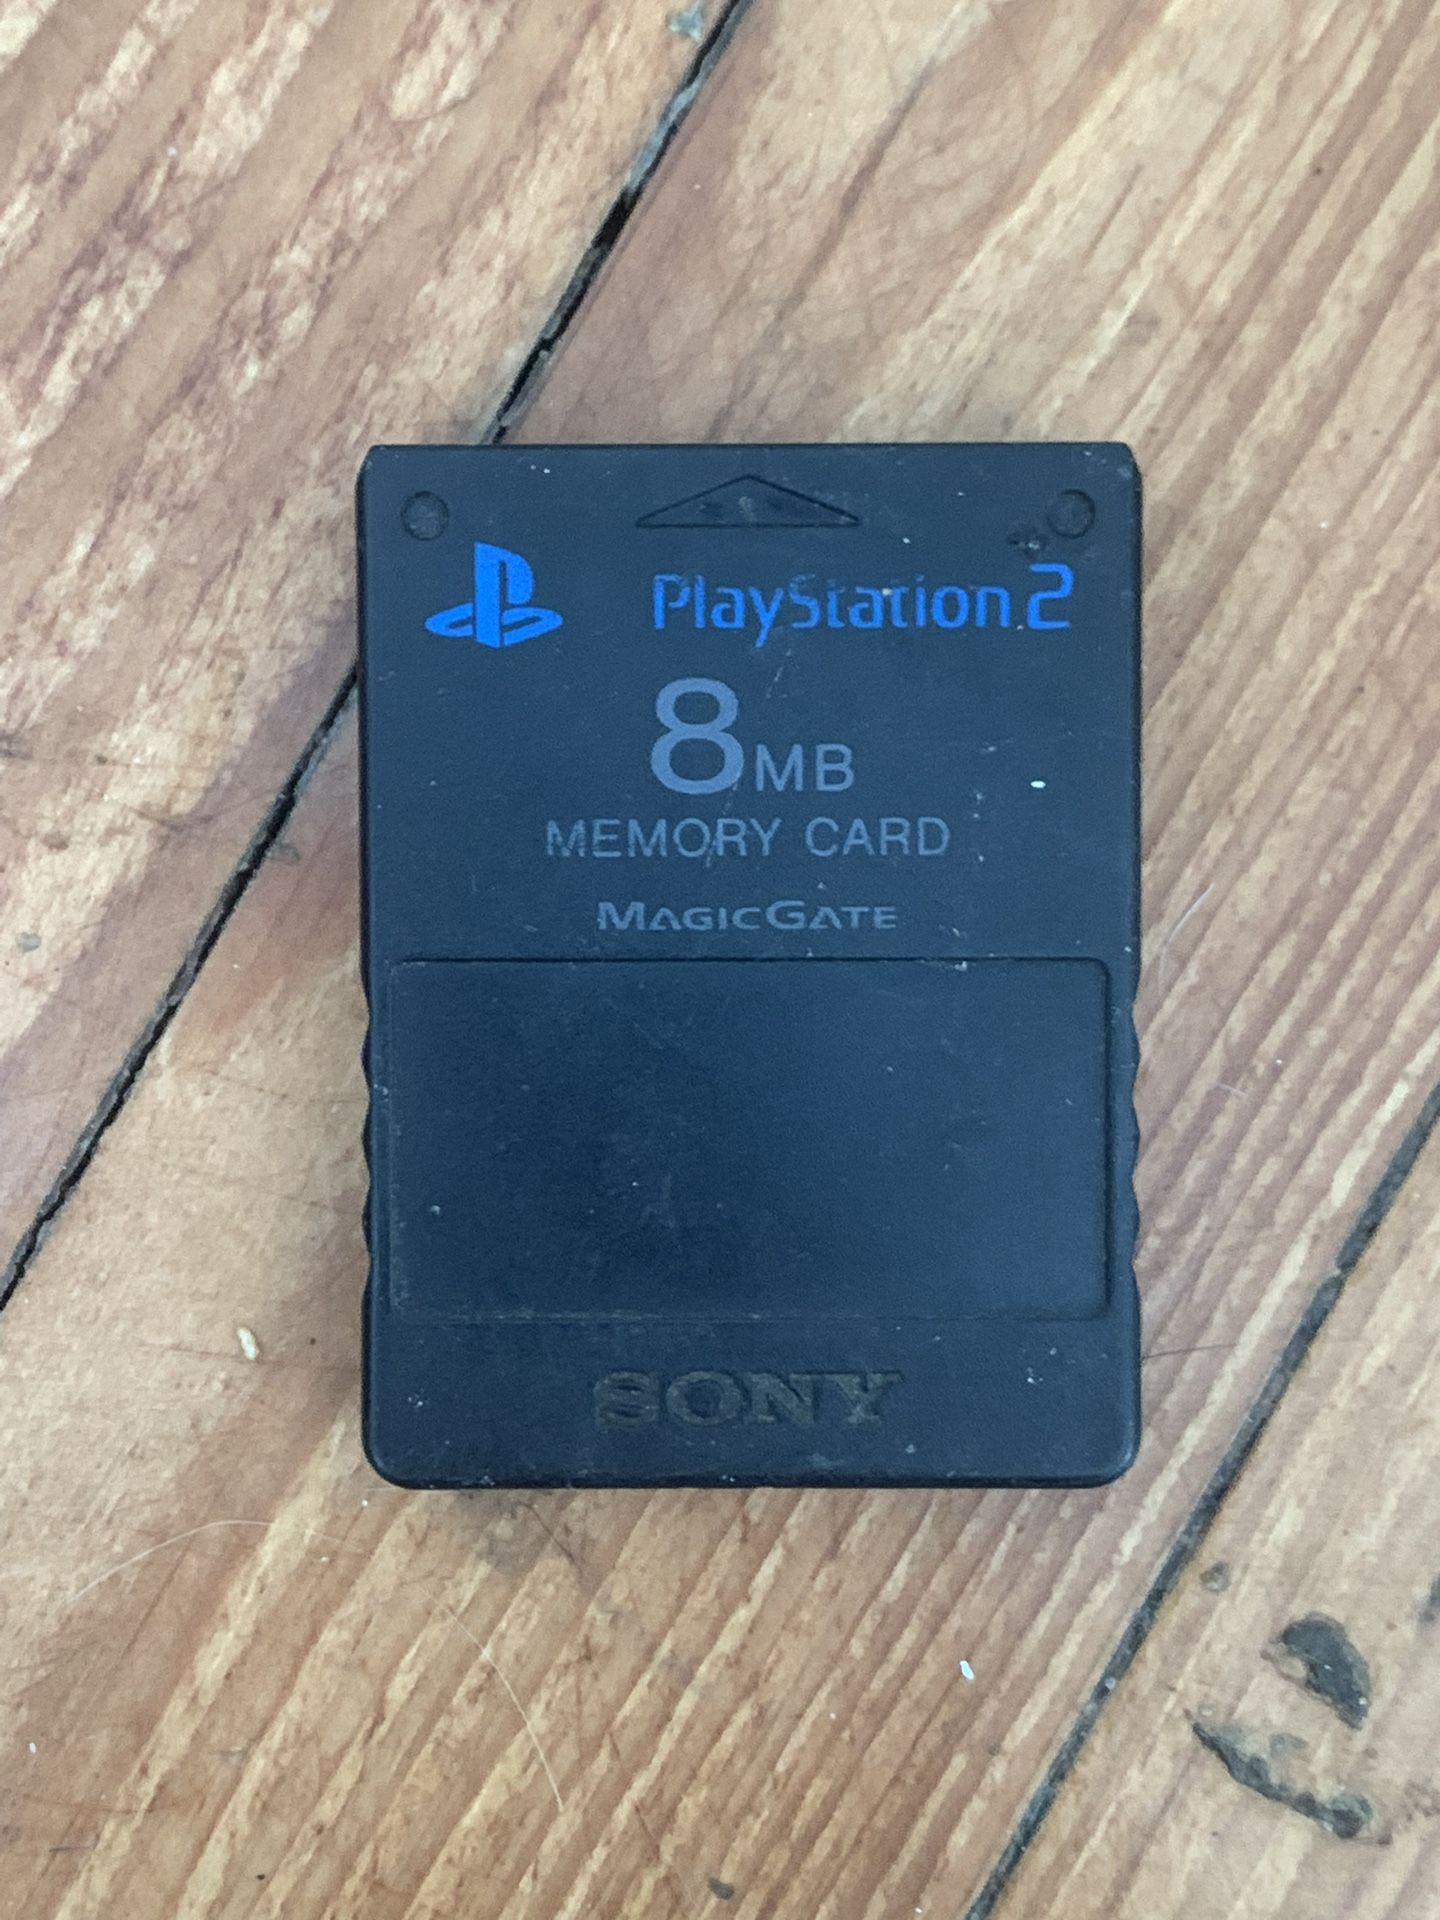 PlayStation 2
8MB
MEMORY CARD
MAGICGATE
SONY